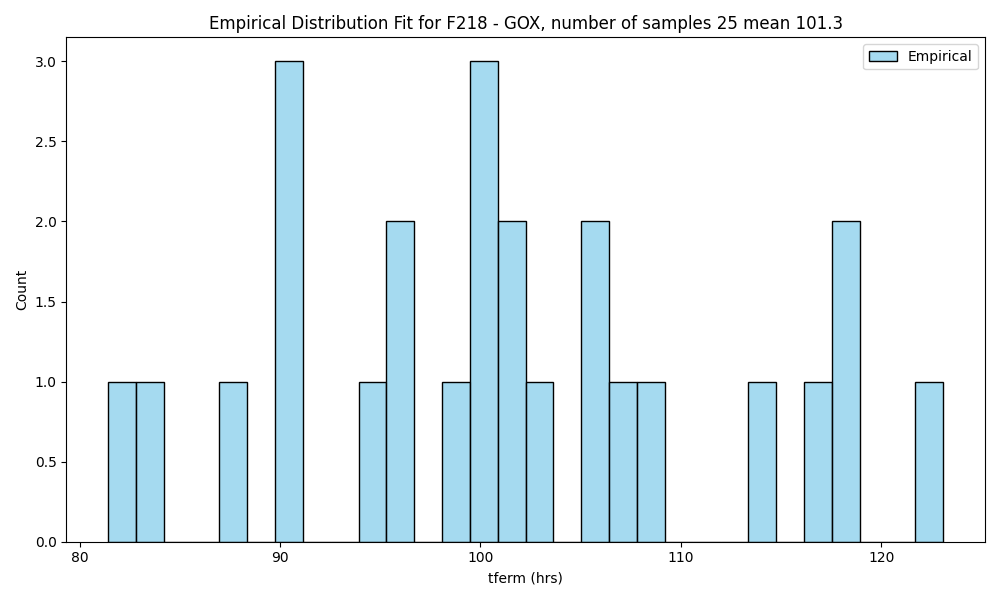 Empirical Distribution Fit for F218 - GOX, number of samples 25 mean 101.3
Empirical
3.0
2.5
2.0
1.5
1.0
0.5
0.0
Count
80 90 100 110 120
tferm (hrs)